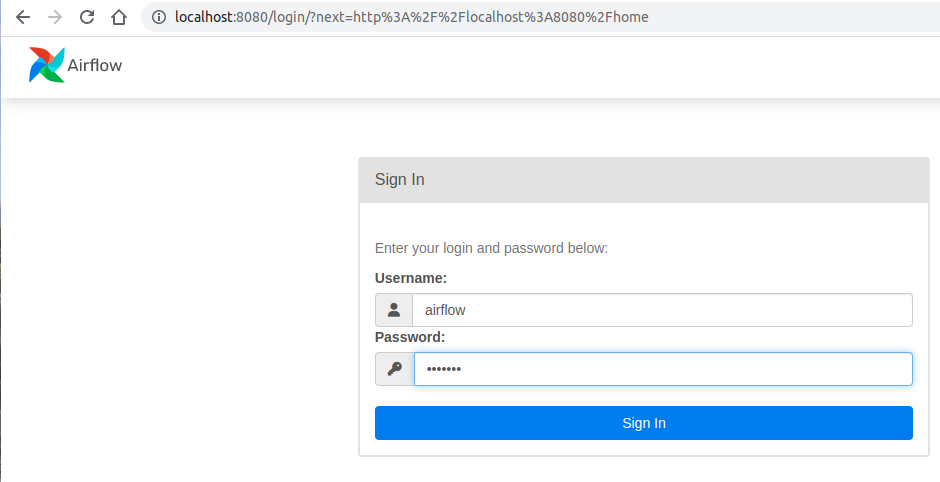 localhost:8080/login/?next=http%3A%2F%2Flocalhost%3A8080%2Fhome
Airflow
Sign In
Enter your login and password below:
Username:
airflow
Password:
•••••••
Sign In